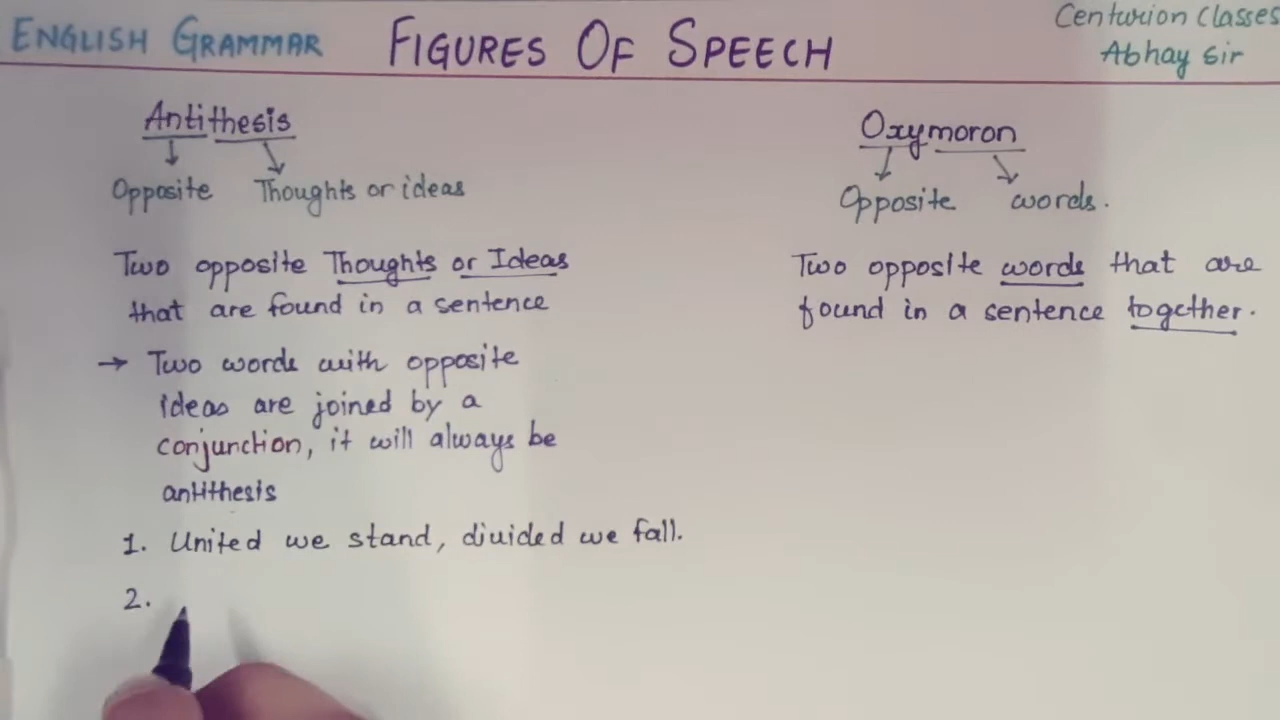 ENGLISH GRAMMAR FIGURES OF SPEECH
Centurion Classes
Abhay Sir
Antithesis
Opposite Thoughts or ideas
Two opposite Thoughts or Ideas
that are found in a sentence
→ Two words with opposite
ideas are joined by a
conjunction, it will always be
antithesis
1. United we stand, divided we fall.
2.
Oxymoron
Opposite words.
Two opposite words that are
found in a sentence together.